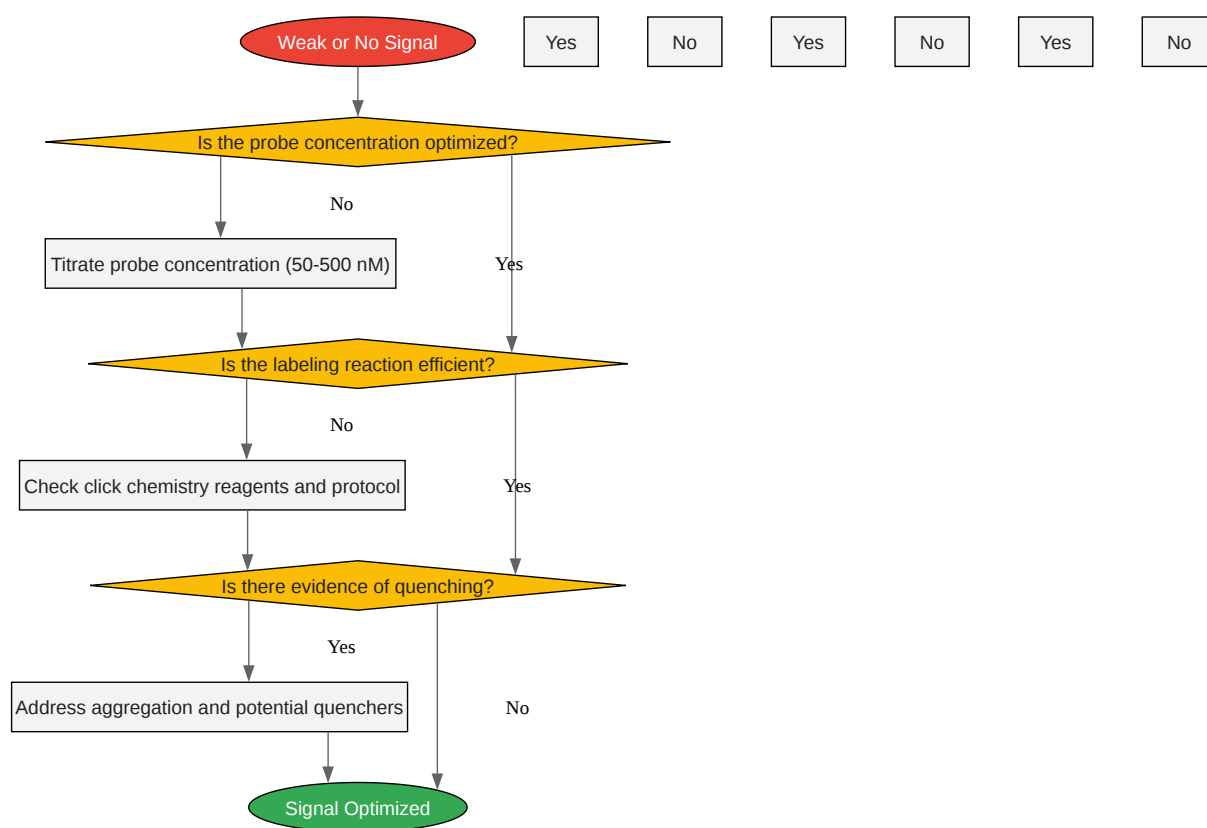 Weak or No Signal
Yes
No
Yes
No
Yes
No
Is the probe concentration optimized?
No
Titrate probe concentration (50-500 nM)
Yes
Is the labeling reaction efficient?
No
Check click chemistry reagents and protocol
Yes
Is there evidence of quenching?
Yes
Address aggregation and potential quenchers
No
Signal Optimized